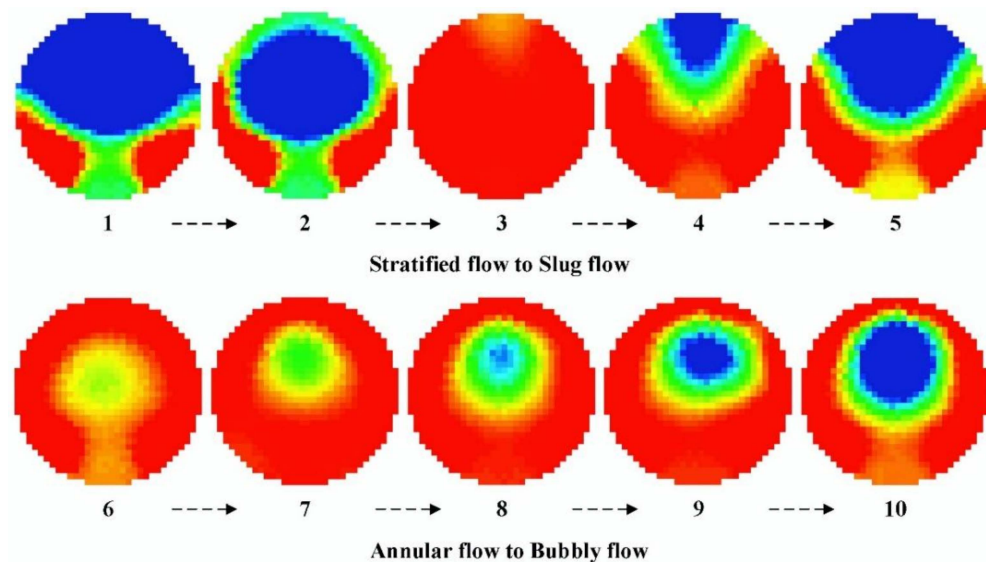 1 ----> 2 ----> 3 ----> 4 ----> 5
Stratified flow to Slug flow
6 ----> 7 ----> 8 ----> 9 ----> 10
Annular flow to Bubbly flow